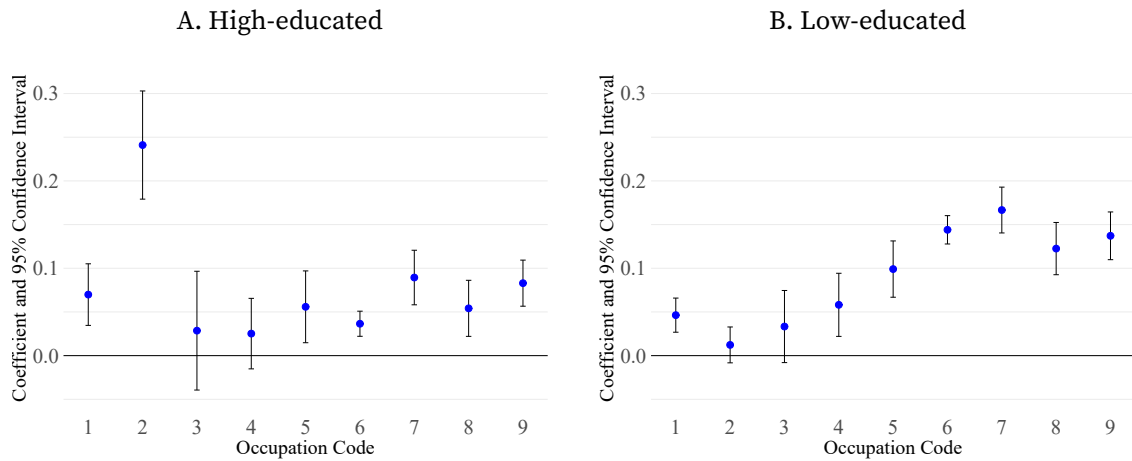 A. High-educated
Coefficient and 95% Confidence Interval
0.3
0.2
0.1
0.0
1 2 3 4 5 6 7 8 9
Occupation Code
B. Low-educated
Coefficient and 95% Confidence Interval
0.3
0.2
0.1
0.0
1 2 3 4 5 6 7 8 9
Occupation Code